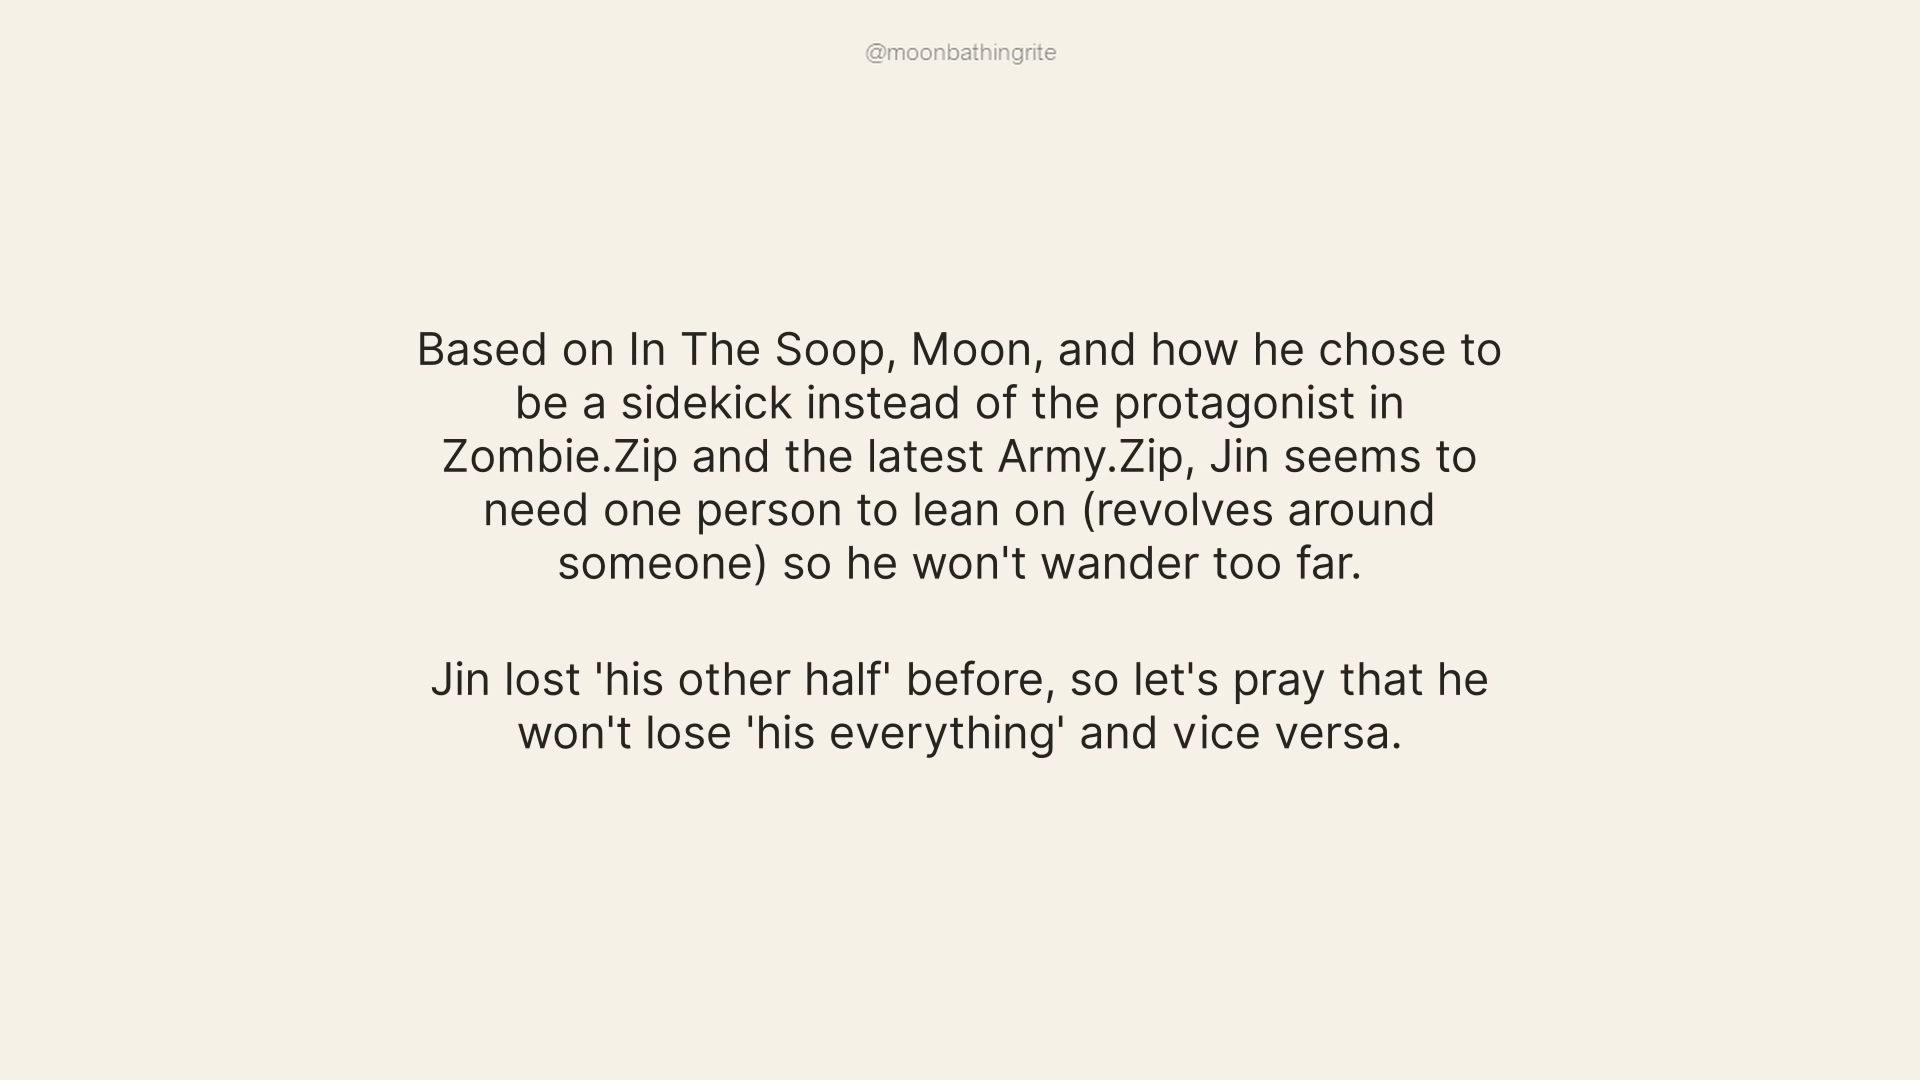 @moonbathingrite
Based on In The Soop, Moon, and how he chose to
be a sidekick instead of the protagonist in
Zombie.Zip and the latest Army.Zip, Jin seems to
need one person to lean on (revolves around
someone) so he won't wander too far.
Jin lost 'his other half' before, so let's pray that he
won't lose 'his everything' and vice versa.